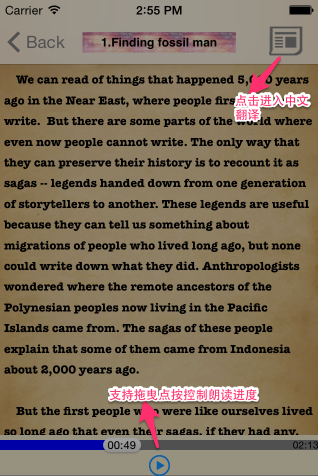 Carrier 2:55 PM
Back 1.Finding fossil man
We can read of things that happened 5,000 years
ago in the Near East, where people first
点击进入中文
翻译
write. But there are some parts of the world where
even now people cannot write. The only way that
they can preserve their history is to recount it as
sagas -- legends handed down from one generation
of storytellers to another. These legends are useful
because they can tell us something about
migrations of people who lived long ago, but none
could write down what they did. Anthropologists
wondered where the remote ancestors of the
Polynesian peoples now living in the Pacific
Islands came from. The sagas of these people
explain that some of them came from Indonesia
about 2,000 years ago.
支持拖曳点按控制朗读进度
But the first people who were like ourselves lived
so long ago that even their sagas, if they had any,
00:49 02:13